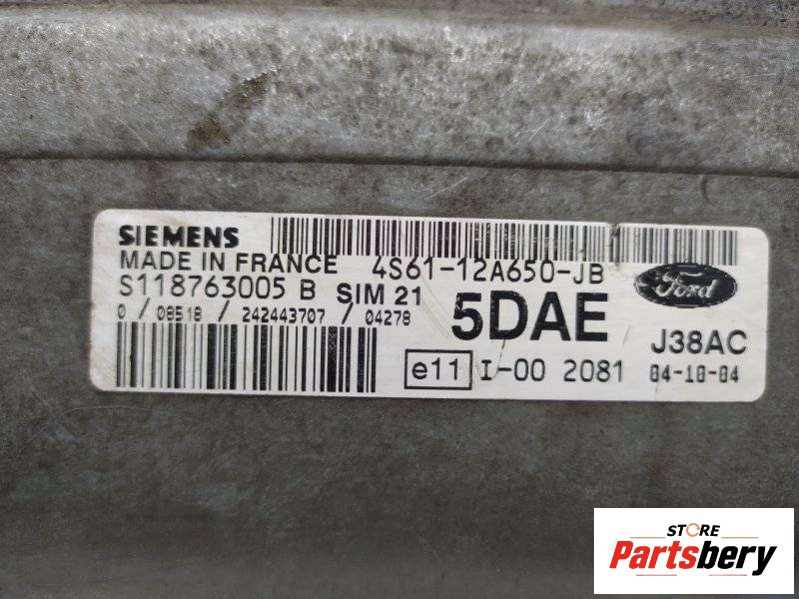 SIEMENS
MADE IN FRANCE 4S61-12A650-JB
S118763005 B SIM 21
0 / 08518 / 242443707 / 04278
5DAE
Ford
J38AC
e11 I-00 2081 04-10-04
STORE
Partsbery